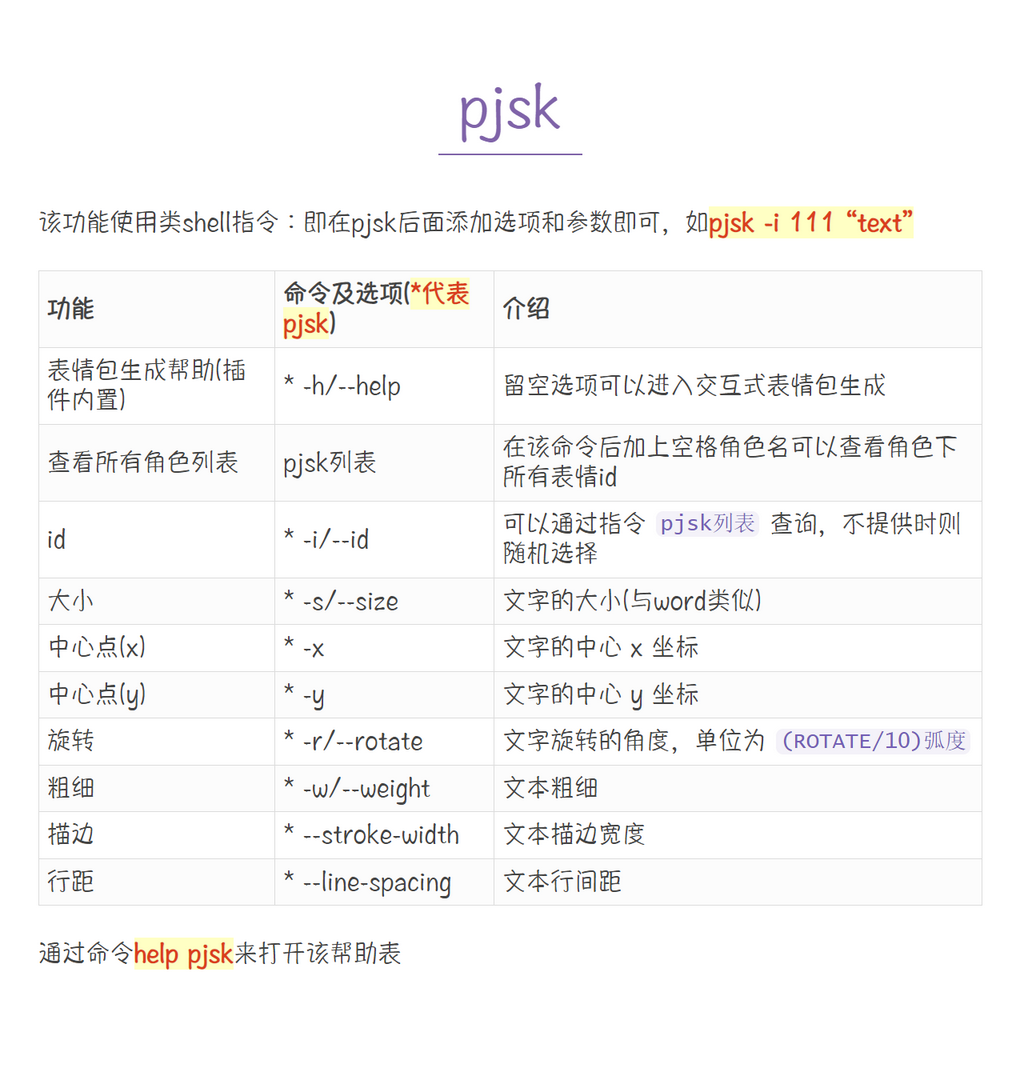 pjsk
该功能使用类shell指令：即在pjsk后面添加选项和参数即可，如pjsk -i 111 “text”
功能
命令及选项(*代表
pjsk)
介绍
表情包生成帮助(插
件内置)
* -h/--help
留空选项可以进入交互式表情包生成
查看所有角色列表
pjsk列表
在该命令后加上空格角色名可以查看角色下
所有表情id
id
* -i/--id
可以通过指令 pjsk列表 查询，不提供时则
随机选择
大小
* -s/--size
文字的大小(与word类似)
中心点(x)
* -x
文字的中心 x 坐标
中心点(y)
* -y
文字的中心 y 坐标
旋转
* -r/--rotate
文字旋转的角度，单位为 (ROTATE/10)弧度
粗细
* -w/--weight
文本粗细
描边
* --stroke-width
文本描边宽度
行距
* --line-spacing
文本行间距
通过命令help pjsk来打开该帮助表